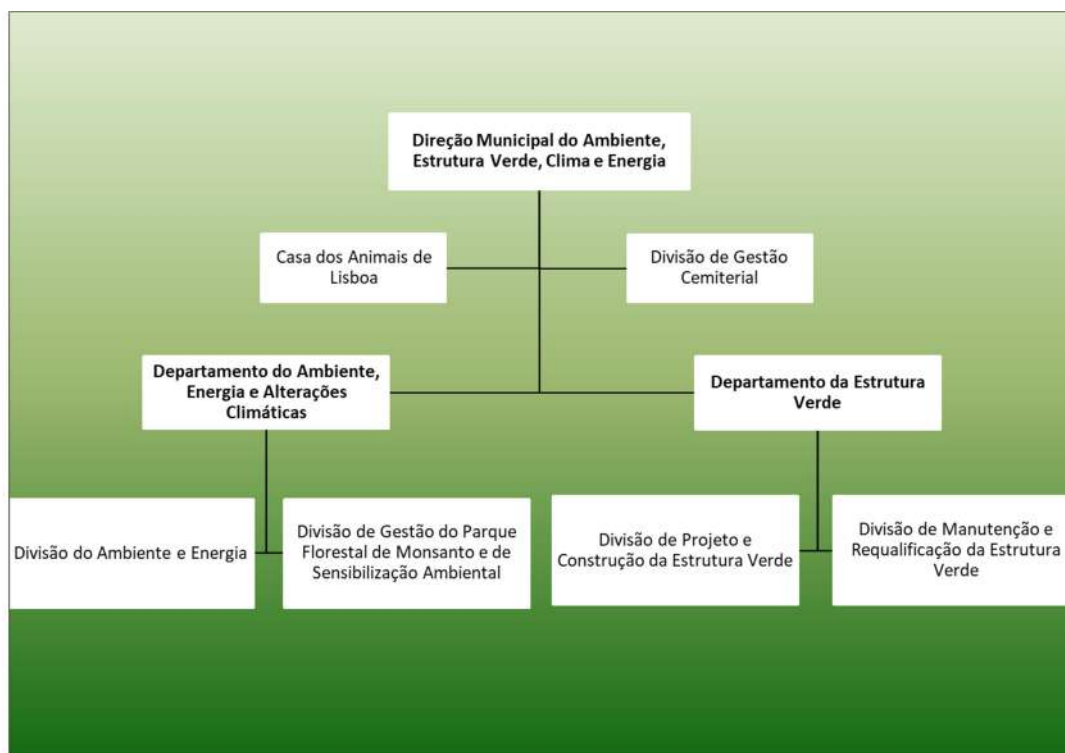 Direção Municipal do Ambiente,
Estrutura Verde, Clima e Energia
Casa dos Animais de
Lisboa
Divisão de Gestão
Cemiterial
Departamento do Ambiente,
Energia e Alterações
Climáticas
Departamento da Estrutura
Verde
Divisão do Ambiente e Energia
Divisão de Gestão do Parque
Florestal de Monsanto e de
Sensibilização Ambiental
Divisão de Projeto e
Construção da Estrutura Verde
Divisão de Manutenção e
Requalificação da Estrutura
Verde